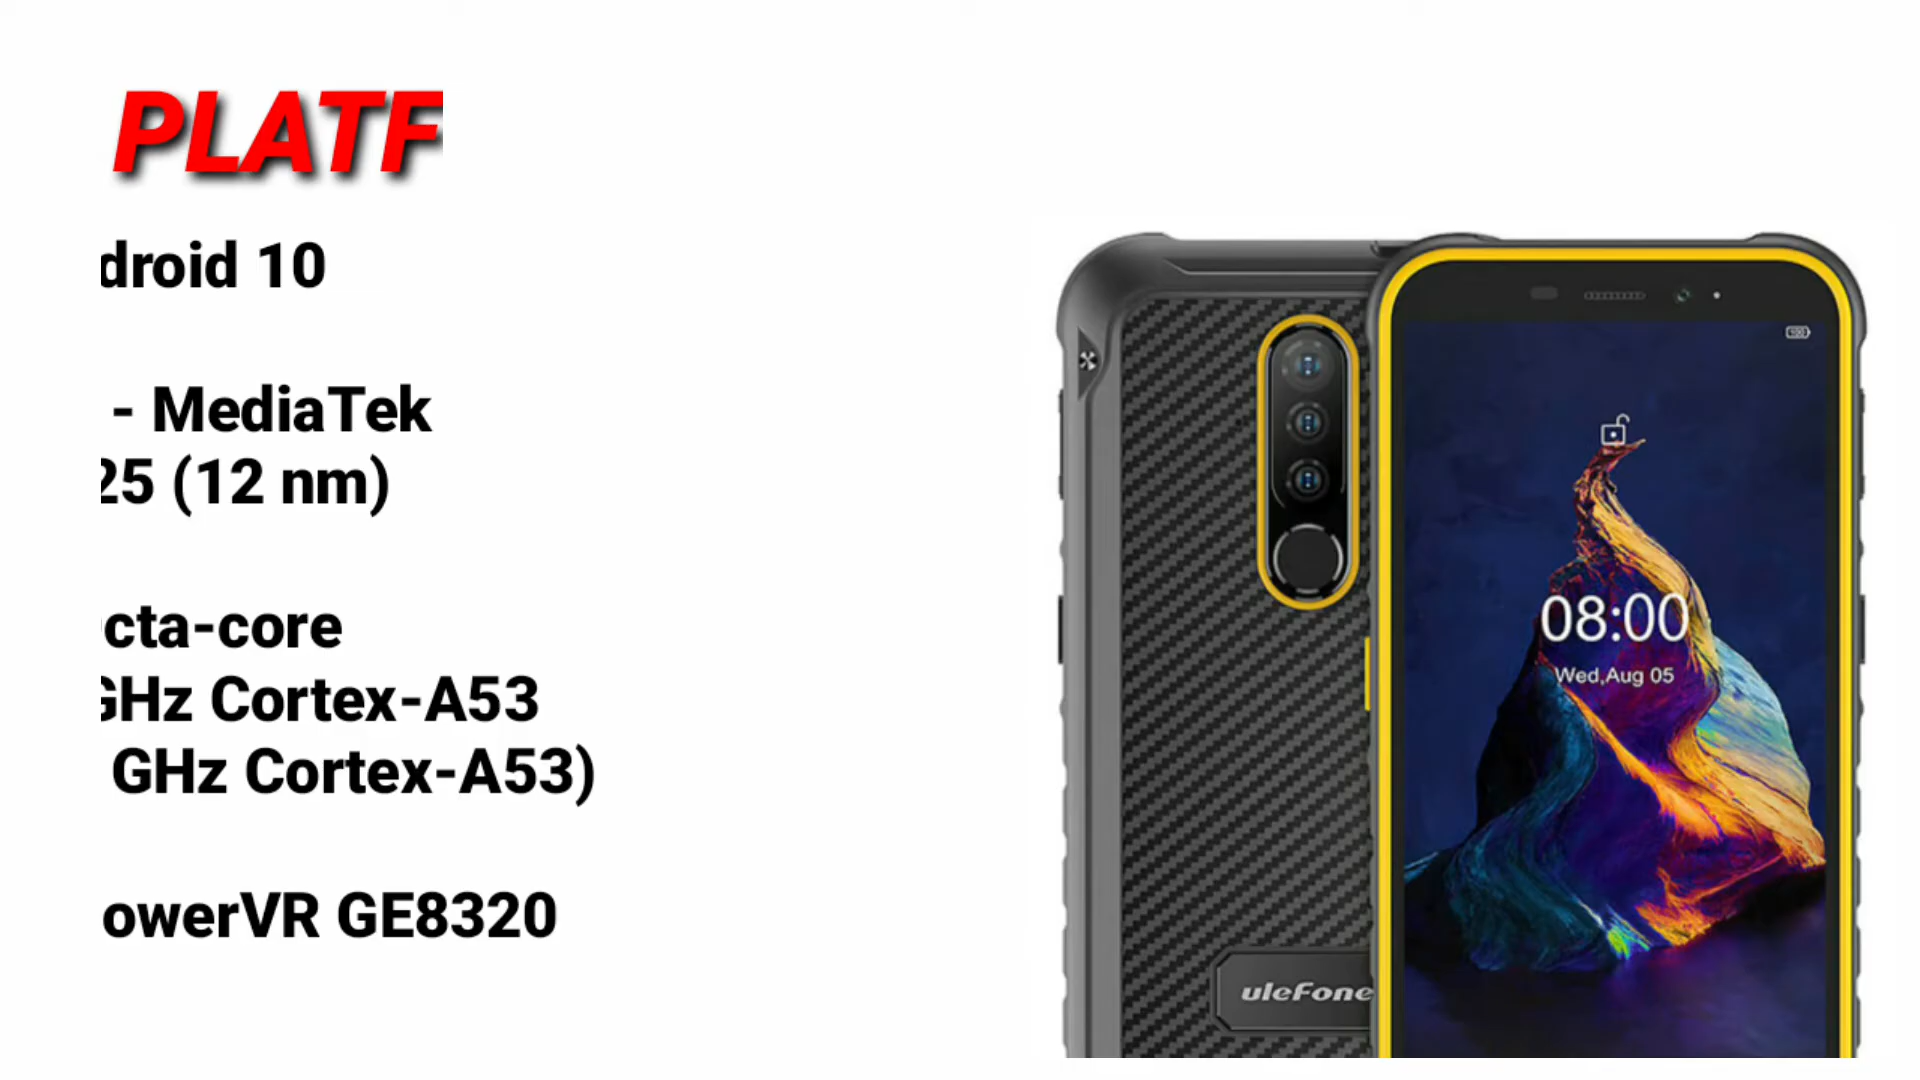 PLATF
droid 10
- MediaTek
25 (12 nm)
cta-core
GHz Cortex-A53
GHz Cortex-A53)
owerVR GE8320
100
08:00
Wed,Aug 05
uleFone